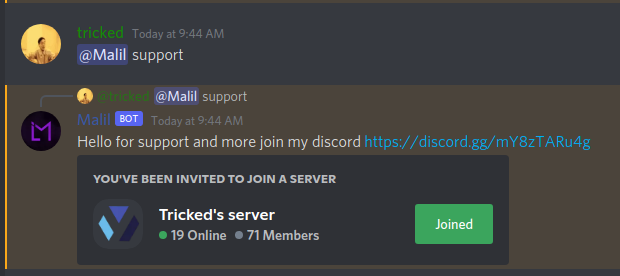 tricked Today at 9:44 AM
@Malil support
@tricked @Malil support
Malil BOT Today at 9:44 AM
Hello for support and more join my discord https://discord.gg/mY8zTARu4g
YOU'VE BEEN INVITED TO JOIN A SERVER
Tricked's server
19 Online 71 Members
Joined